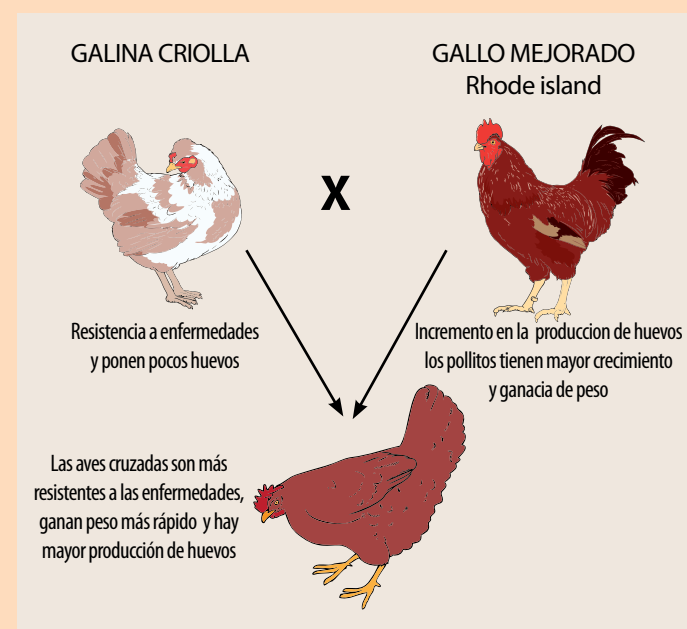 GALINA CRIOLLA
GALLO MEJORADO
Rhode island
X
Resistencia a enfermedades
y ponen pocos huevos
Incremento en la produccion de huevos
los pollitos tienen mayor crecimiento
y ganacia de peso
Las aves cruzadas son más
resistentes a las enfermedades,
ganan peso más rápido y hay
mayor producción de huevos